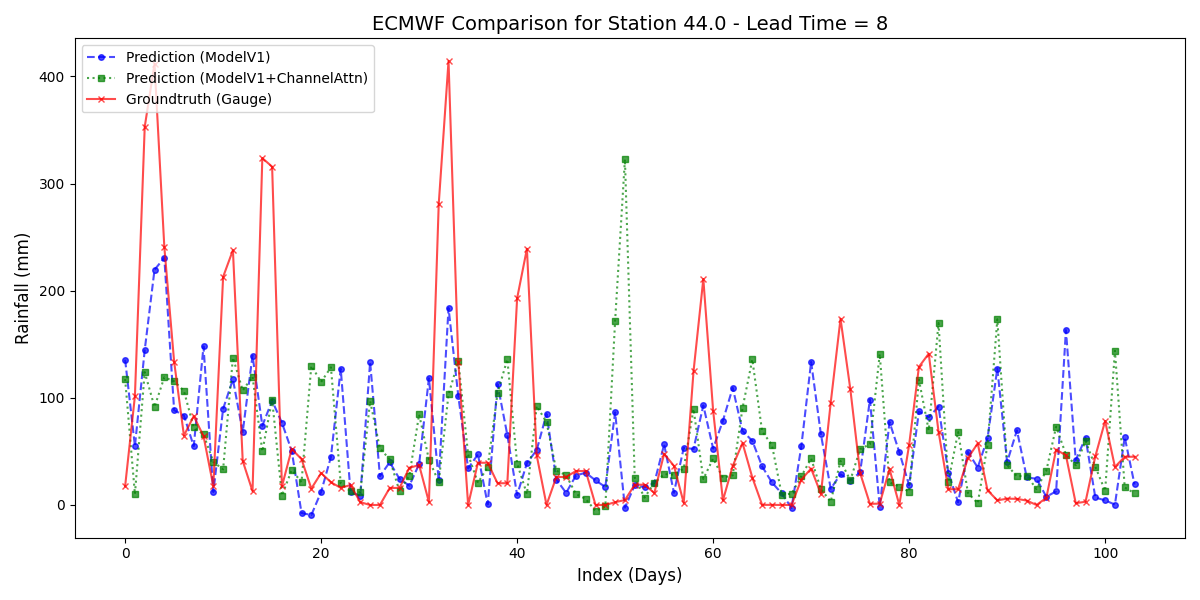 ECMWF Comparison for Station 44.0 - Lead Time = 8
Prediction (ModelV1)
Prediction (ModelV1+ChannelAttn)
Groundtruth (Gauge)
Rainfall (mm)
400
300
200
100
0
0 20 40 60 80 100
Index (Days)